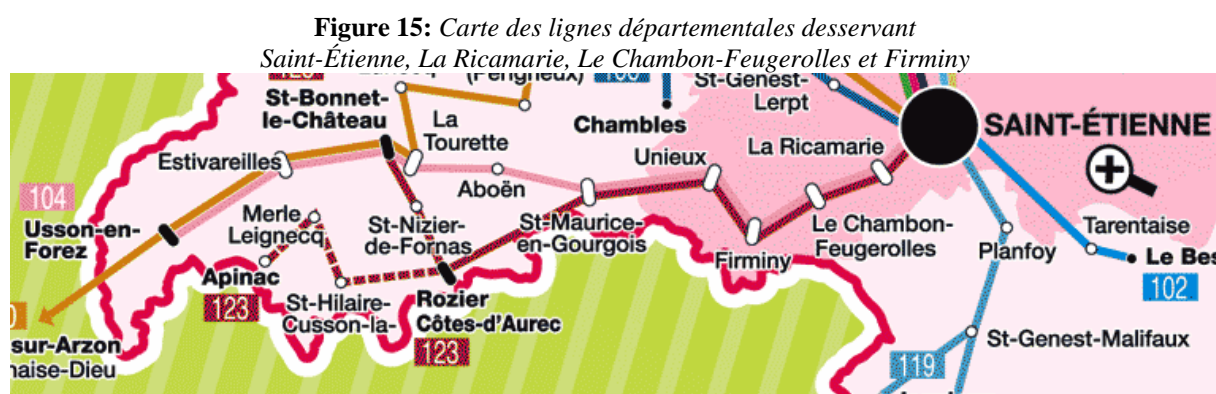 Figure 15: Carte des lignes départementales desservant
Saint-Étienne, La Ricamarie, Le Chambon-Feugerolles et Firminy
(Périgneux)
St-Genest-
Lerpt
St-Bonnet-
le-Château
La
Tourette
Chambles
SAINT-ÉTIENNE
Estivareilles
Unieux
La Ricamarie
Aboën
104
Usson-en-
Forez
Merle
Leignecq
St-Nizier-
de-Fornas
St-Maurice-
en-Gourgois
Le Chambon-
Feugerolles
Tarentaise
Planfoy
Firminy
Le Bes
Apinac
123
102
St-Hilaire-
Cusson-la-
Rozier
Côtes-d'Aurec
123
sur-Arzon
naise-Dieu
St-Genest-Malifaux
119